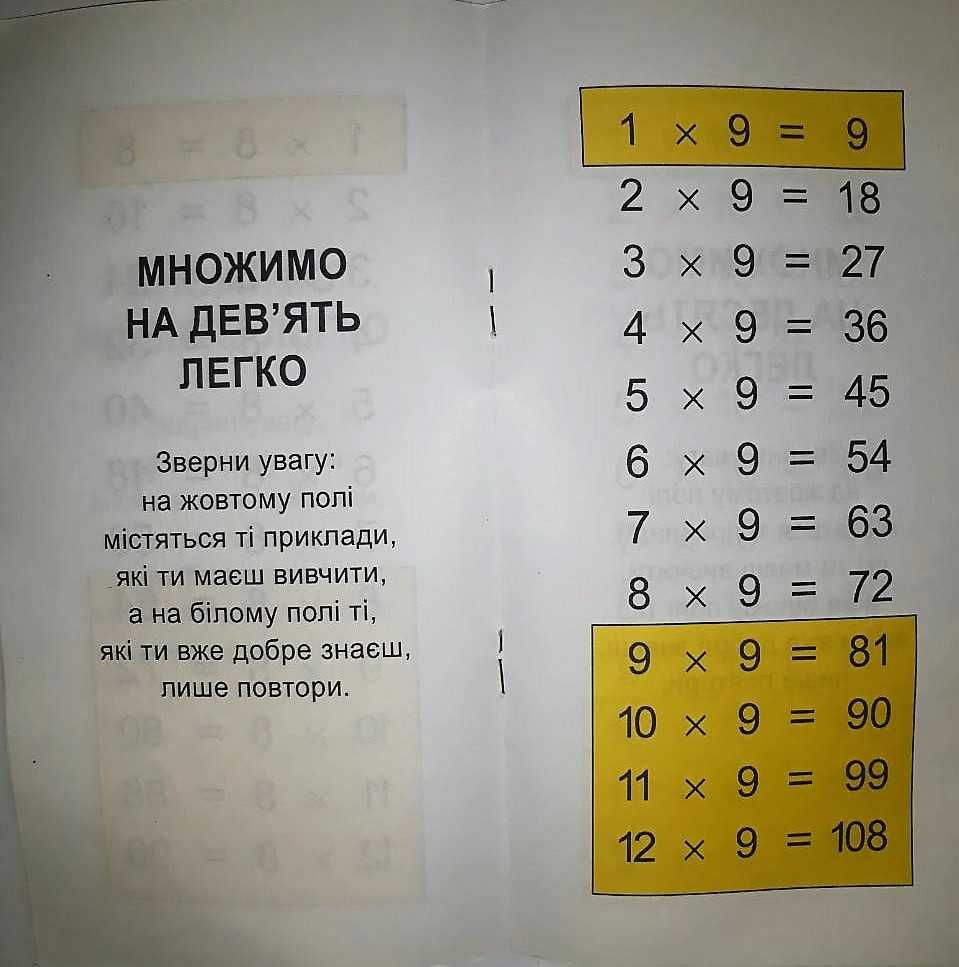 МНОЖИМО
НА ДЕВ'ЯТЬ
ЛЕГКО
Зверни увагу:
на жовтому полі
містяться ті приклади,
які ти маєш вивчити,
а на білому полі ті,
які ти вже добре знаєш,
лише повтори.
1 × 9 = 9
2 × 9 = 18
3 × 9 = 27
4 × 9 = 36
5 × 9 = 45
6 × 9 = 54
7 × 9 = 63
8 × 9 = 72
9 × 9 = 81
10 × 9 = 90
11 × 9 = 99
12 × 9 = 108